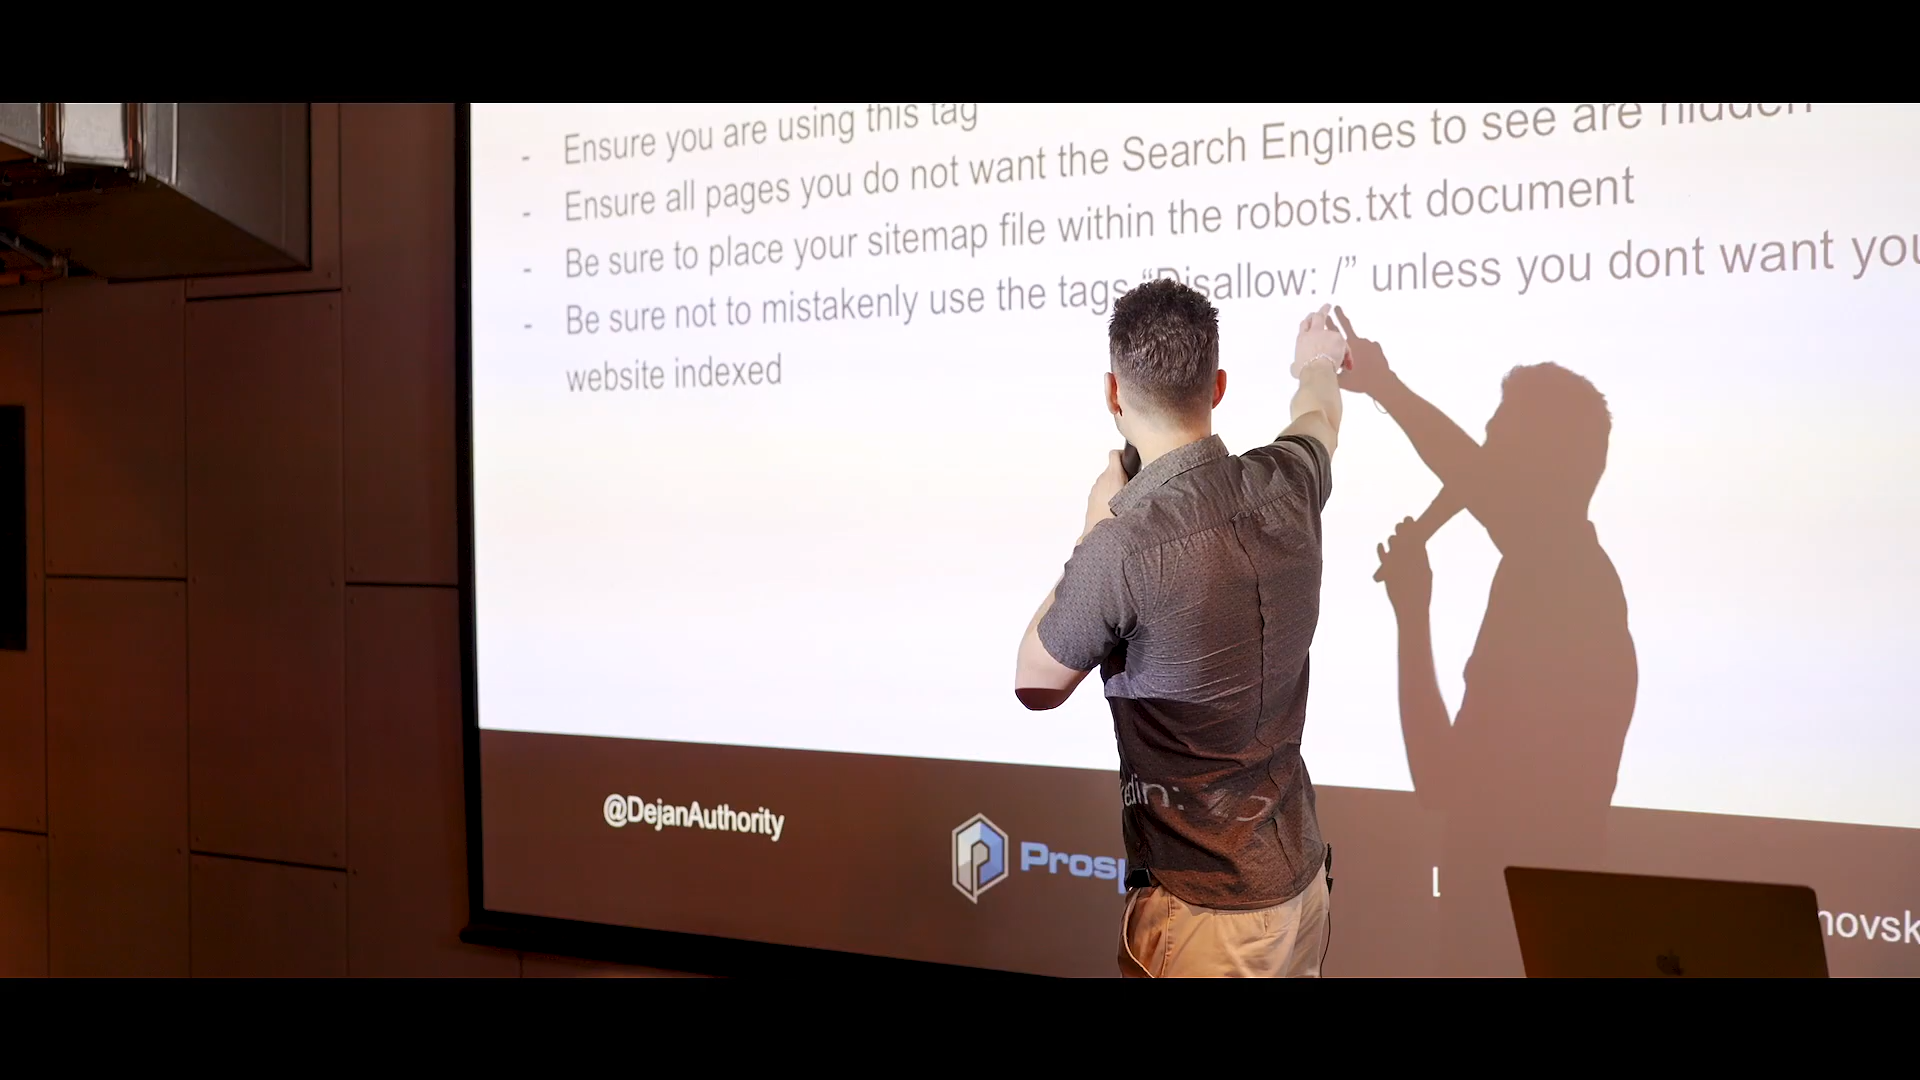 - Ensure you are using this tag
- Ensure all pages you do not want the Search Engines to see are hidden
- Be sure to place your sitemap file within the robots.txt document
- Be sure not to mistakenly use the tags “Disallow: /” unless you dont want you
website indexed
@DejanAuthority
Prosp